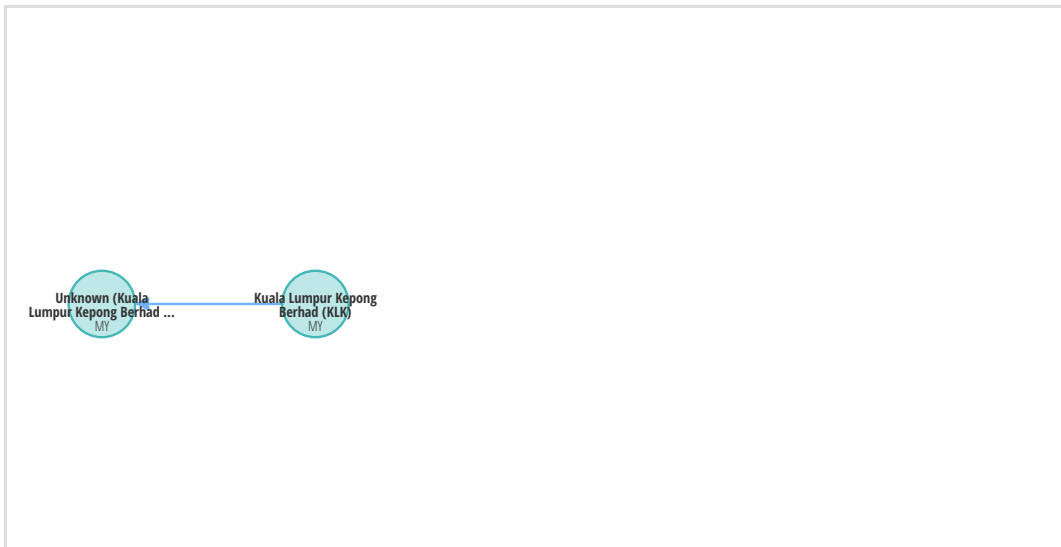 Unknown (Kuala
Lumpur Kepong Berhad ...
MY
Kuala Lumpur Kepong
Berhad (KLK)
MY